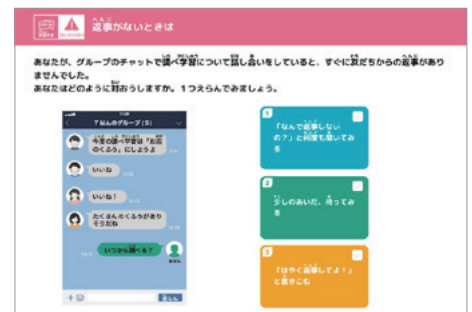 返事がないときは
あなたが、グループのチャットで調べ学習について話し合いをしていると、すぐに友だちからの返事があり
ませんでした。
あなたはどのように対おうしますか。1つえらんでみましょう。
7はんのグループ(5)
今度の調べ学習は「お店
のくふう」にしようよ
いいね
いいね!
たくさんのくふうがあり
そうだね
いつから調べる?
1
「なんで返事しない
の?」と何度も聞いてみ
る
2
少しのあいだ、待ってみ
る
3
「はやく返事してよ!」
と書きこむ